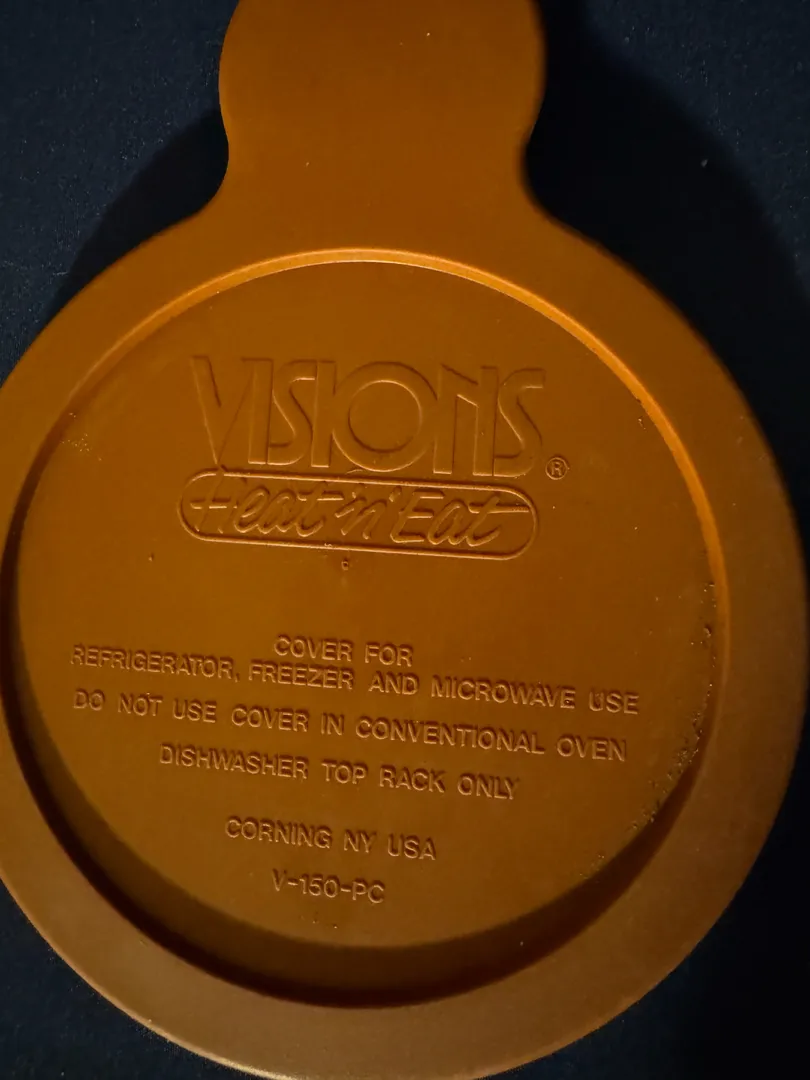 VISIONS®
Heat 'n' Eat
COVER FOR
REFRIGERATOR, FREEZER AND MICROWAVE USE
DO NOT USE COVER IN CONVENTIONAL OVEN
DISHWASHER TOP RACK ONLY
CORNING NY USA
V-150-PC